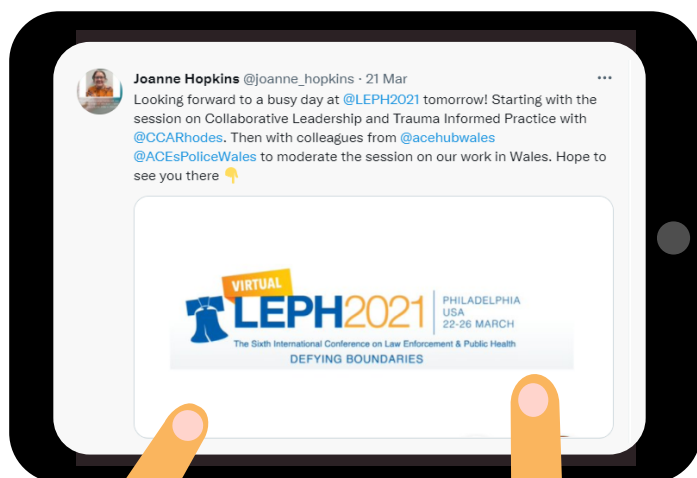 Joanne Hopkins @joanne_hopkins · 21 Mar
Looking forward to a busy day at @LEPH2021 tomorrow! Starting with the
session on Collaborative Leadership and Trauma Informed Practice with
@CCARhodes. Then with colleagues from @acehubwales
@ACEsPoliceWales to moderate the session on our work in Wales. Hope to
see you there 👇
VIRTUAL
LEPH2021
PHILADELPHIA
USA
22-26 MARCH
The Sixth International Conference on Law Enforcement & Public Health
DEFYING BOUNDARIES